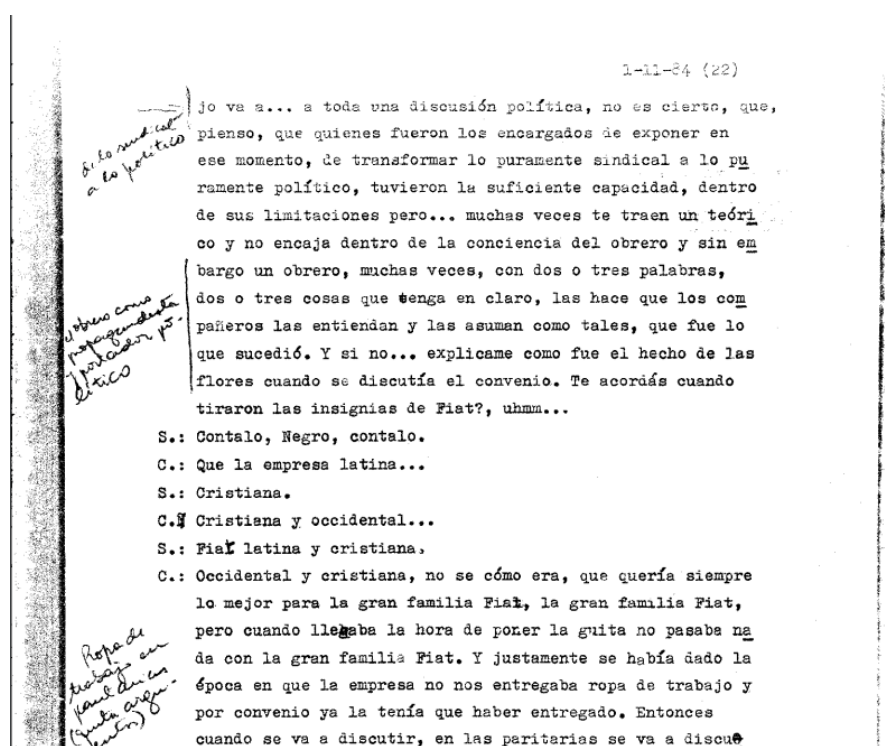 1-11-84 (22)
jo va a... a toda una discusión política, no es cierto, que,
de lo sindical
a lo político
pienso, que quienes fueron los encargados de exponer en
ese momento, de transformar lo puramente sindical a lo pu
ramente político, tuvieron la suficiente capacidad, dentro
de sus limitaciones pero... muchas veces te traen un teóri
co y no encaja dentro de la conciencia del obrero y sin em
bargo un obrero, muchas veces, con dos o tres palabras,
el obrero como
propagandista
y portador po-
lítico
dos o tres cosas que tenga en claro, las hace que los com
pañeros las entiendan y las asuman como tales, que fue lo
que sucedió. Y si no... explicame como fue el hecho de las
flores cuando se discutía el convenio. Te acordás cuando
tiraron las insignias de Fiat?, uhmm...
S.: Contalo, Negro, contalo.
C.: Que la empresa latina...
S.: Cristiana.
C.: Cristiana y occidental...
S.: Fiat latina y cristiana.
C.: Occidental y cristiana, no se cómo era, que quería siempre
lo mejor para la gran familia Fiat, la gran familia Fiat,
Ropa de
trabajo en
paritarias
pero cuando llegaba la hora de poner la guita no pasaba na
da con la gran familia Fiat. Y justamente se había dado la
época en que la empresa no nos entregaba ropa de trabajo y
por convenio ya la tenía que haber entregado. Entonces
cuando se va a discutir, en las paritarias se va a discu